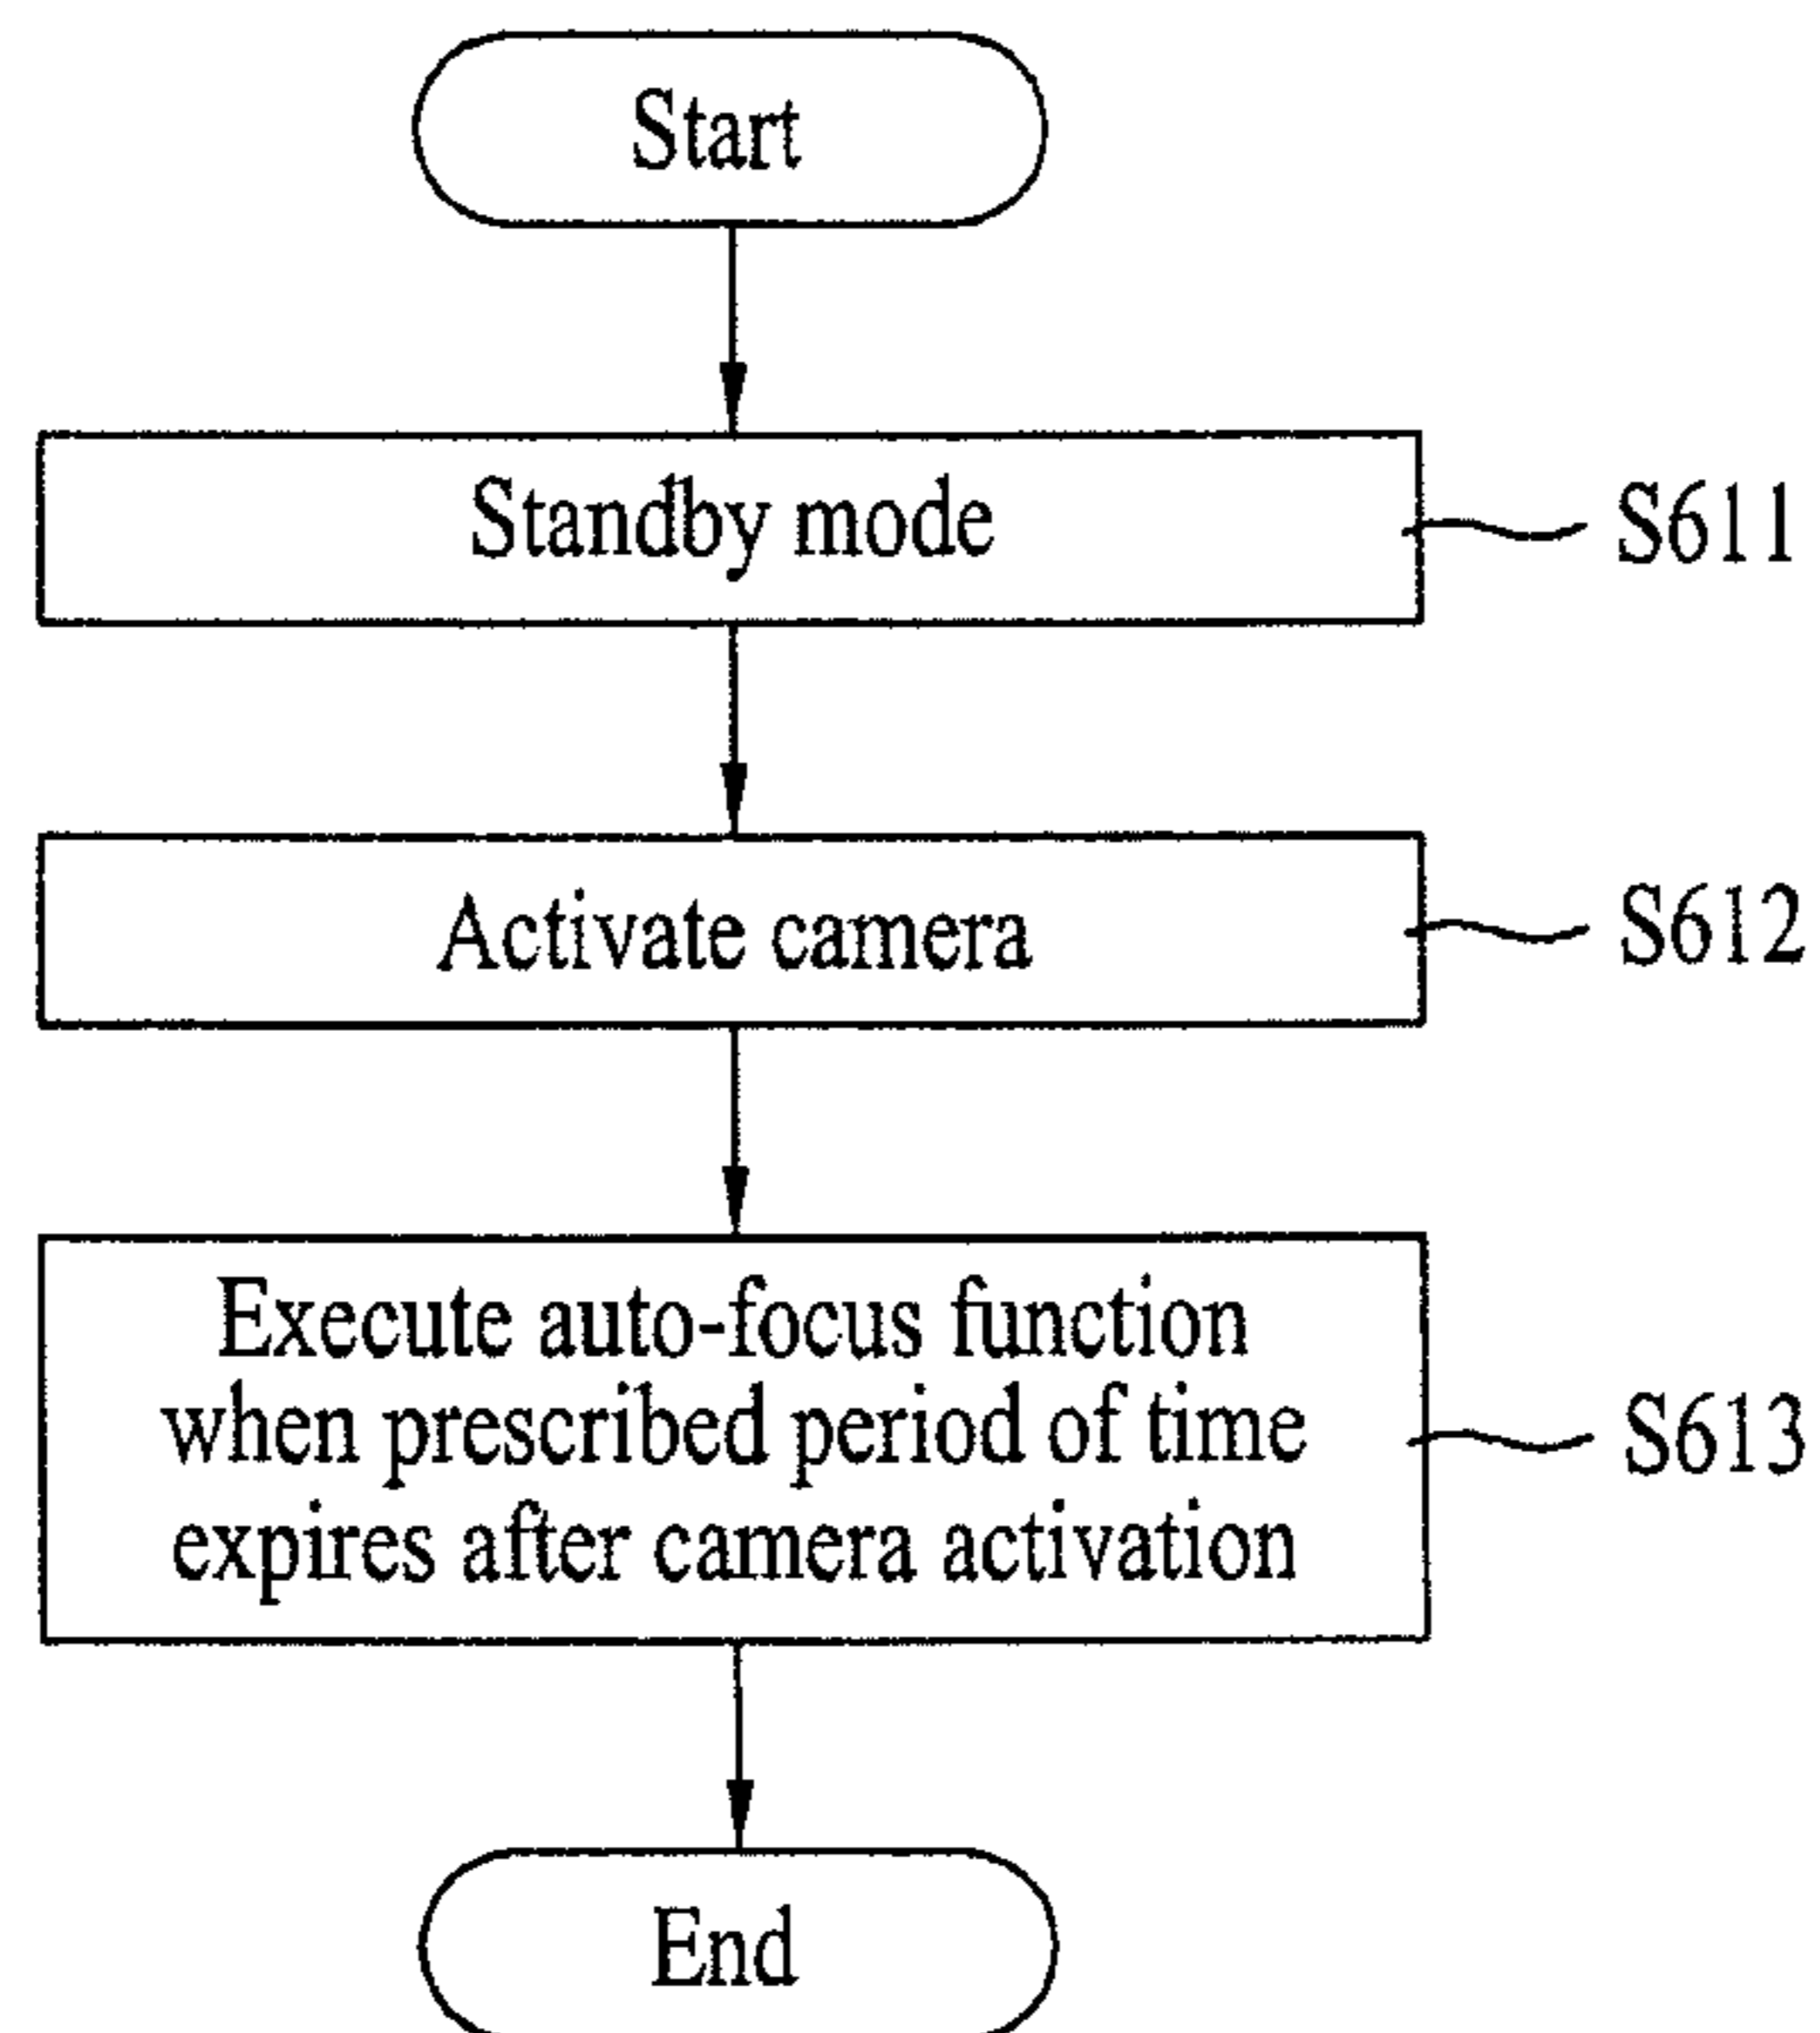 Start
Standby mode
S611
Activate camera
S612
Execute auto-focus function
when prescribed period of time
expires after camera activation
S613
End